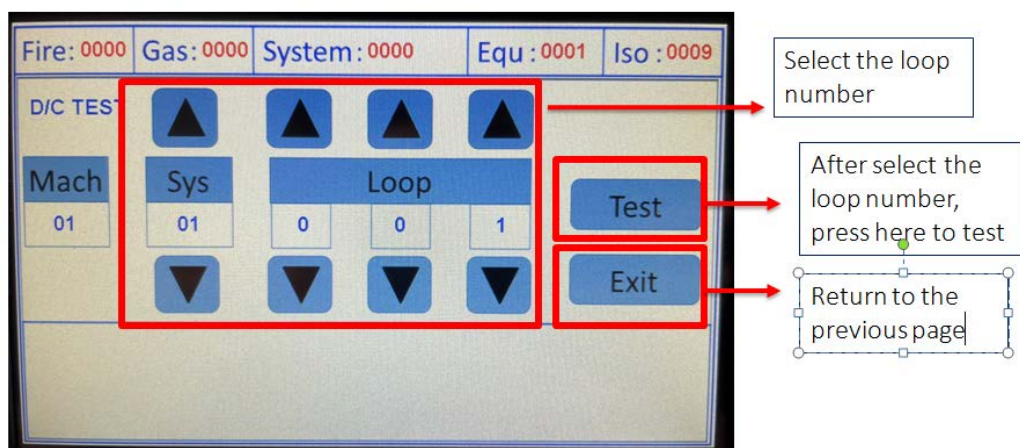 Fire: 0000 Gas: 0000 System: 0000 Equ: 0001 Iso: 0009
D/C TEST
Mach Sys Loop
01 01 0 0 1
Test
Exit
Select the loop
number
After select the
loop number,
press here to test
Return to the
previous page